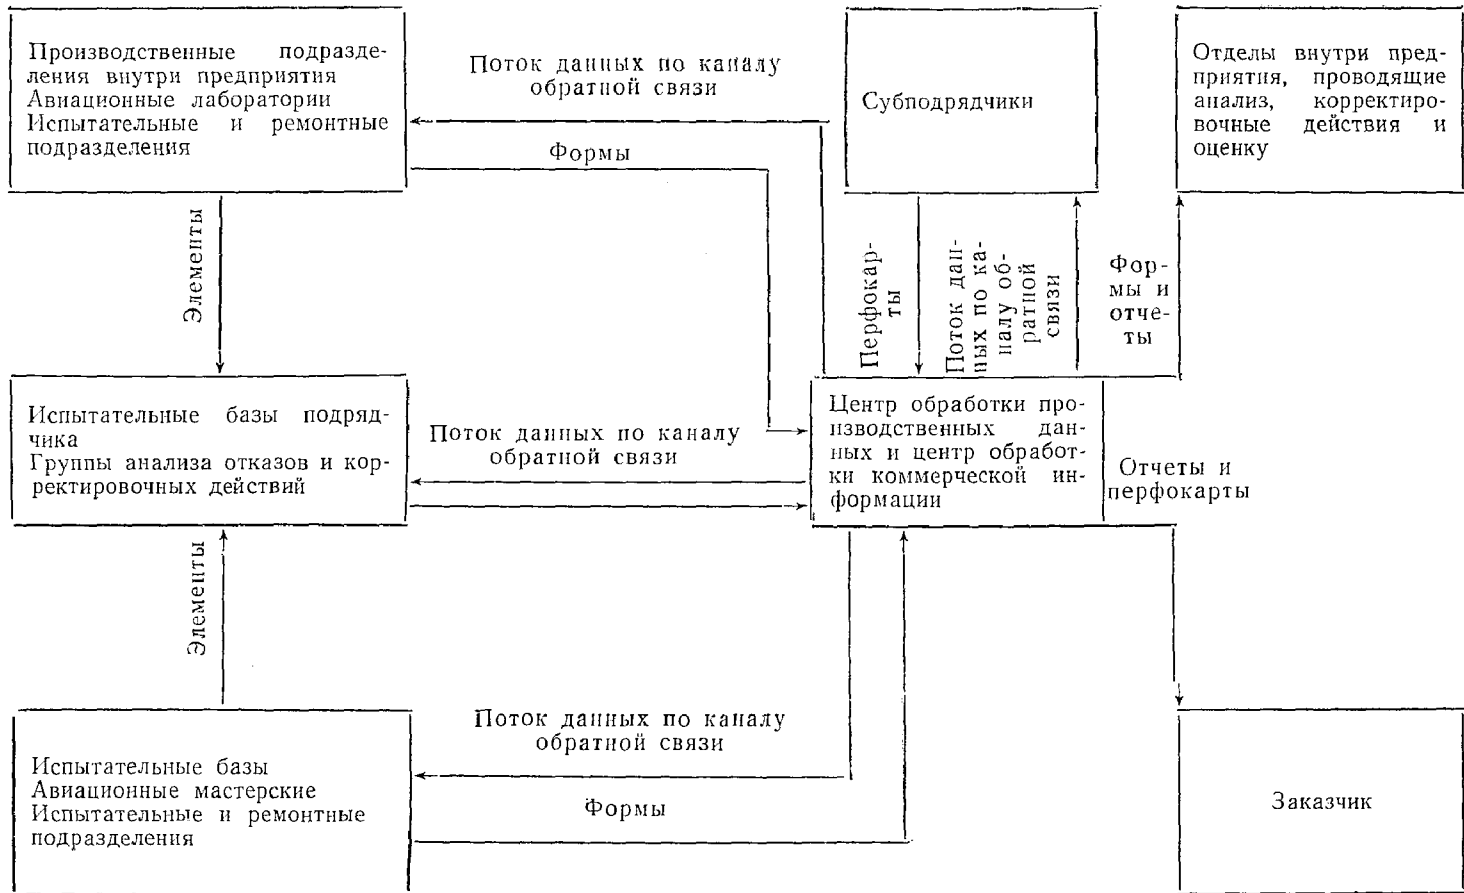 Производственные подразде-
ления внутри предприятия
Авиационные лаборатории
Испытательные и ремонтные
подразделения
Поток данных по каналу
обратной связи
Формы
Субподрядчики
Отделы внутри пред-
приятия, проводящие
анализ, корректиро-
вочные действия и
оценку
Элементы
Перфокар-
ты
Поток дан-
ных по ка-
налу об-
ратной
связи
Фор-
мы и
отче-
ты
Испытательные базы подряд-
чика
Группы анализа отказов и кор-
ректировочных действий
Поток данных по каналу
обратной связи
Центр обработки про-
изводственных дан-
ных и центр обработ-
ки коммерческой ин-
формации
Отчеты и
перфокарты
Элементы
Испытательные базы
Авиационные мастерские
Испытательные и ремонтные
подразделения
Поток данных по каналу
обратной связи
Формы
Заказчик